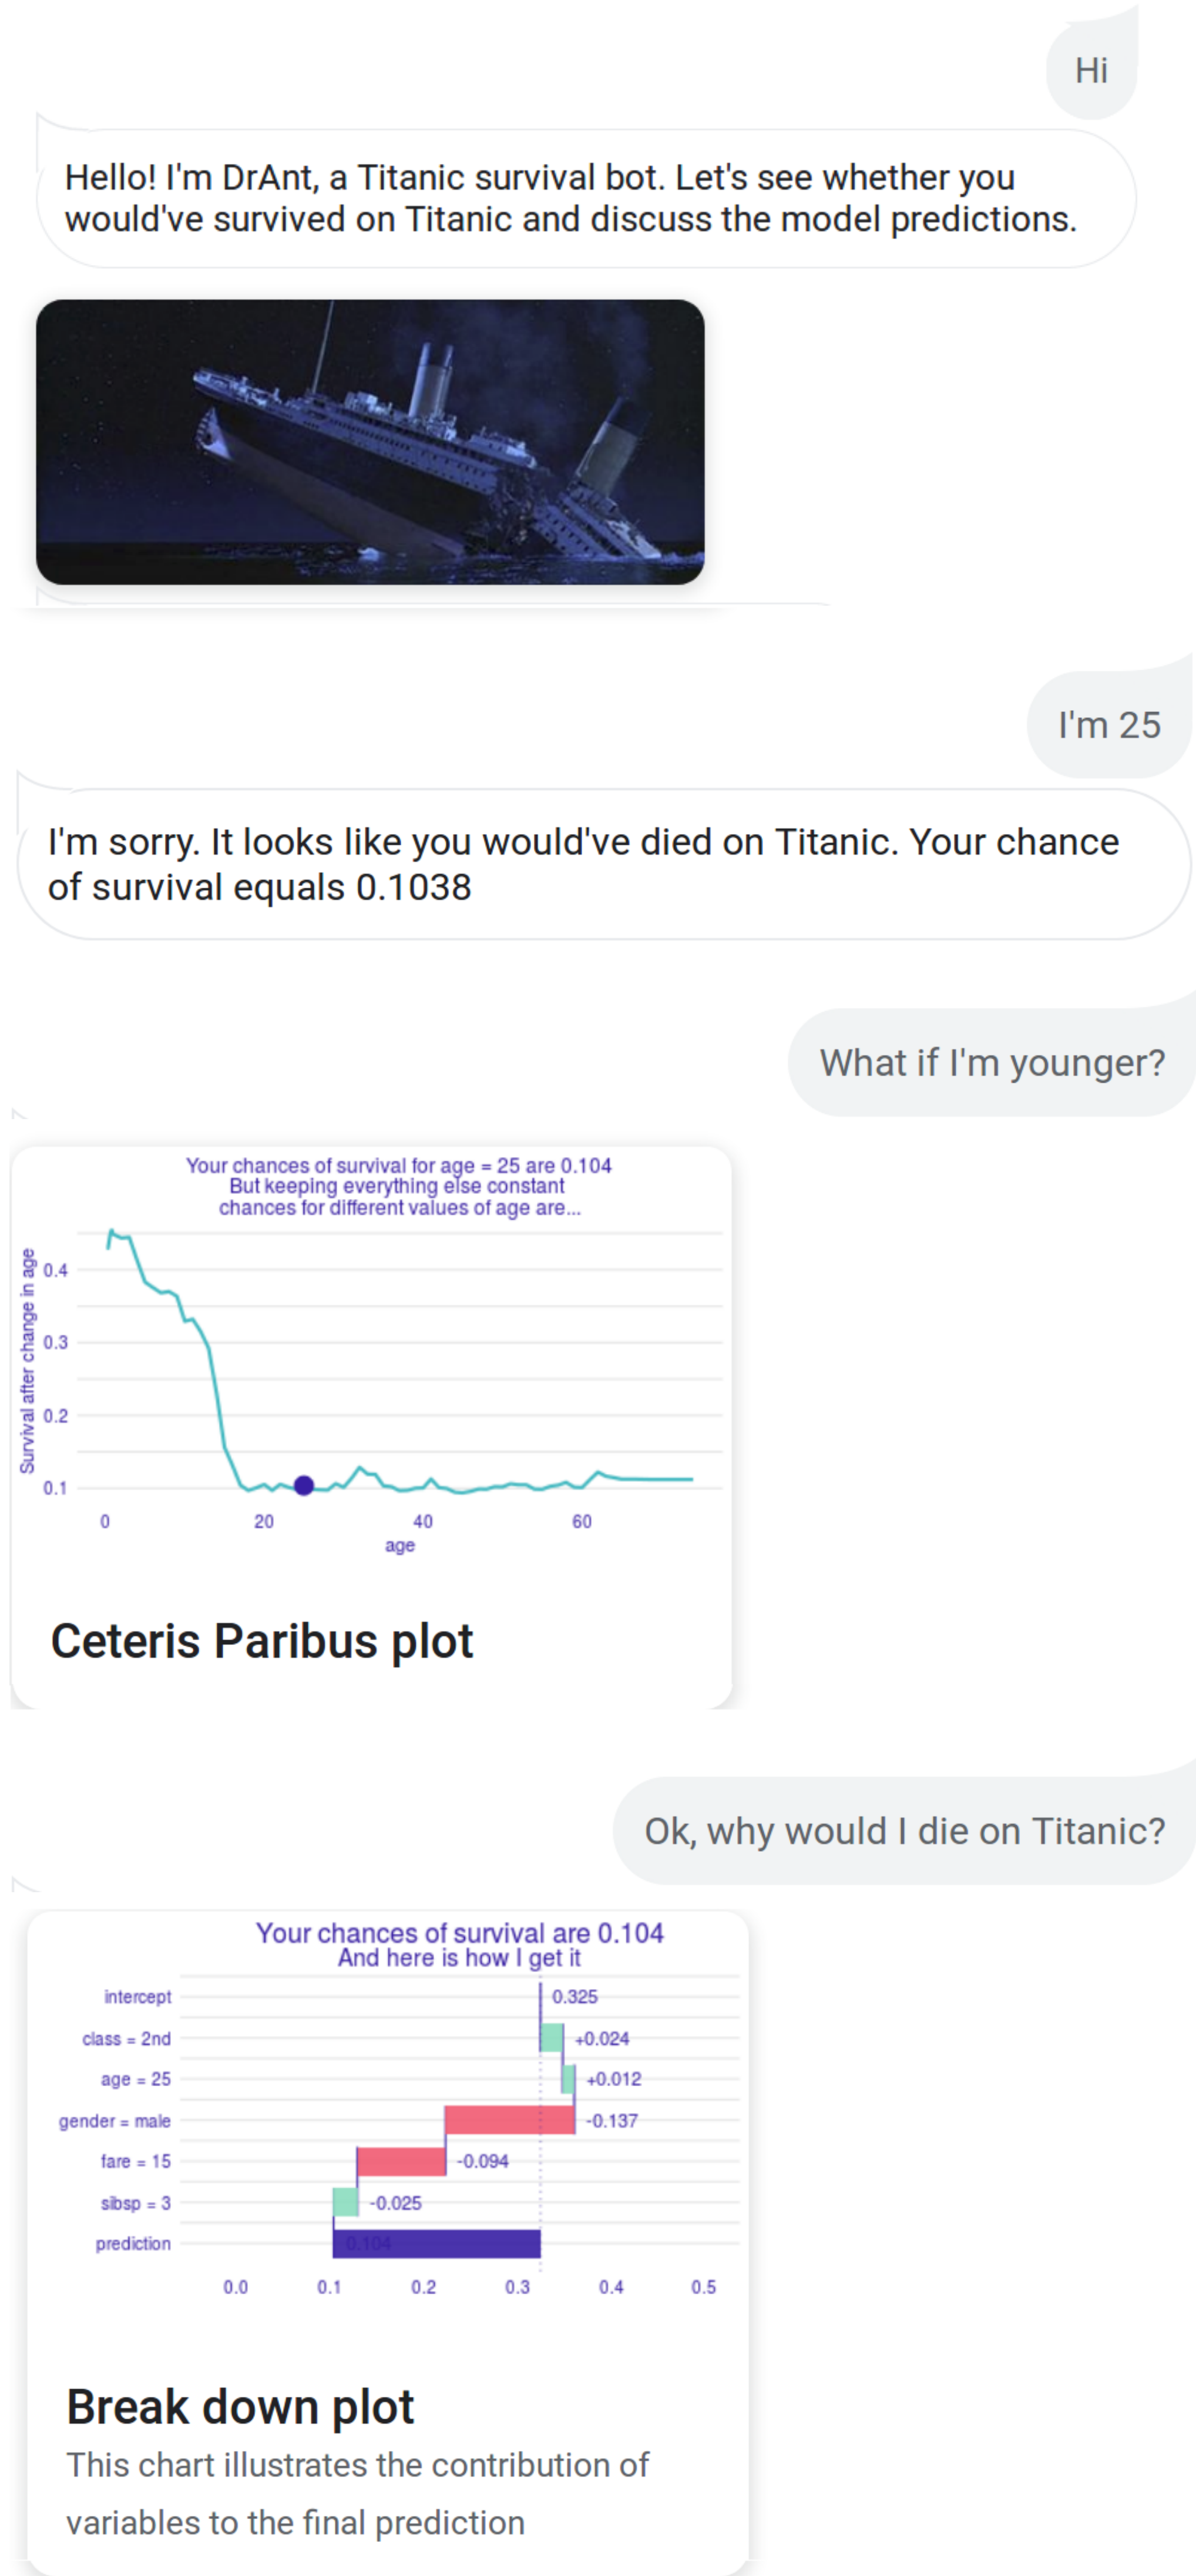 Hi
Hello! I'm DrAnt, a Titanic survival bot. Let's see whether you
would've survived on Titanic and discuss the model predictions.
I'm 25
I'm sorry. It looks like you would've died on Titanic. Your chance
of survival equals 0.1038
What if I'm younger?
Your chances of survival for age = 25 are 0.104
But keeping everything else constant
chances for different values of age are...
Survival after change in age
0.4
0.3
0.2
0.1
0 20 40 60
age
Ceteris Paribus plot
Ok, why would I die on Titanic?
Your chances of survival are 0.104
And here is how I get it
intercept 0.325
class = 2nd +0.024
age = 25 +0.012
gender = male -0.137
fare = 15 -0.094
sibsp = 3 -0.025
prediction 0.104
0.0 0.1 0.2 0.3 0.4 0.5
Break down plot
This chart illustrates the contribution of
variables to the final prediction